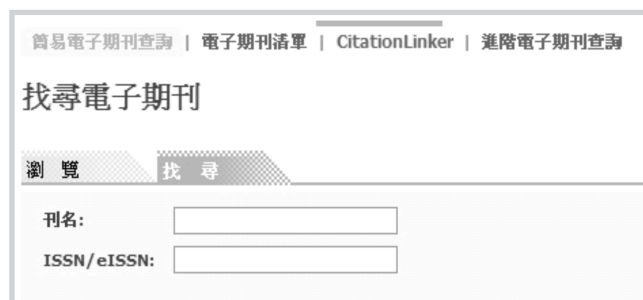 簡易電子期刊查詢 | 電子期刊清單 | CitationLinker | 進階電子期刊查詢
找尋電子期刊
瀏 覽 找 尋
刊名:
ISSN/eISSN: